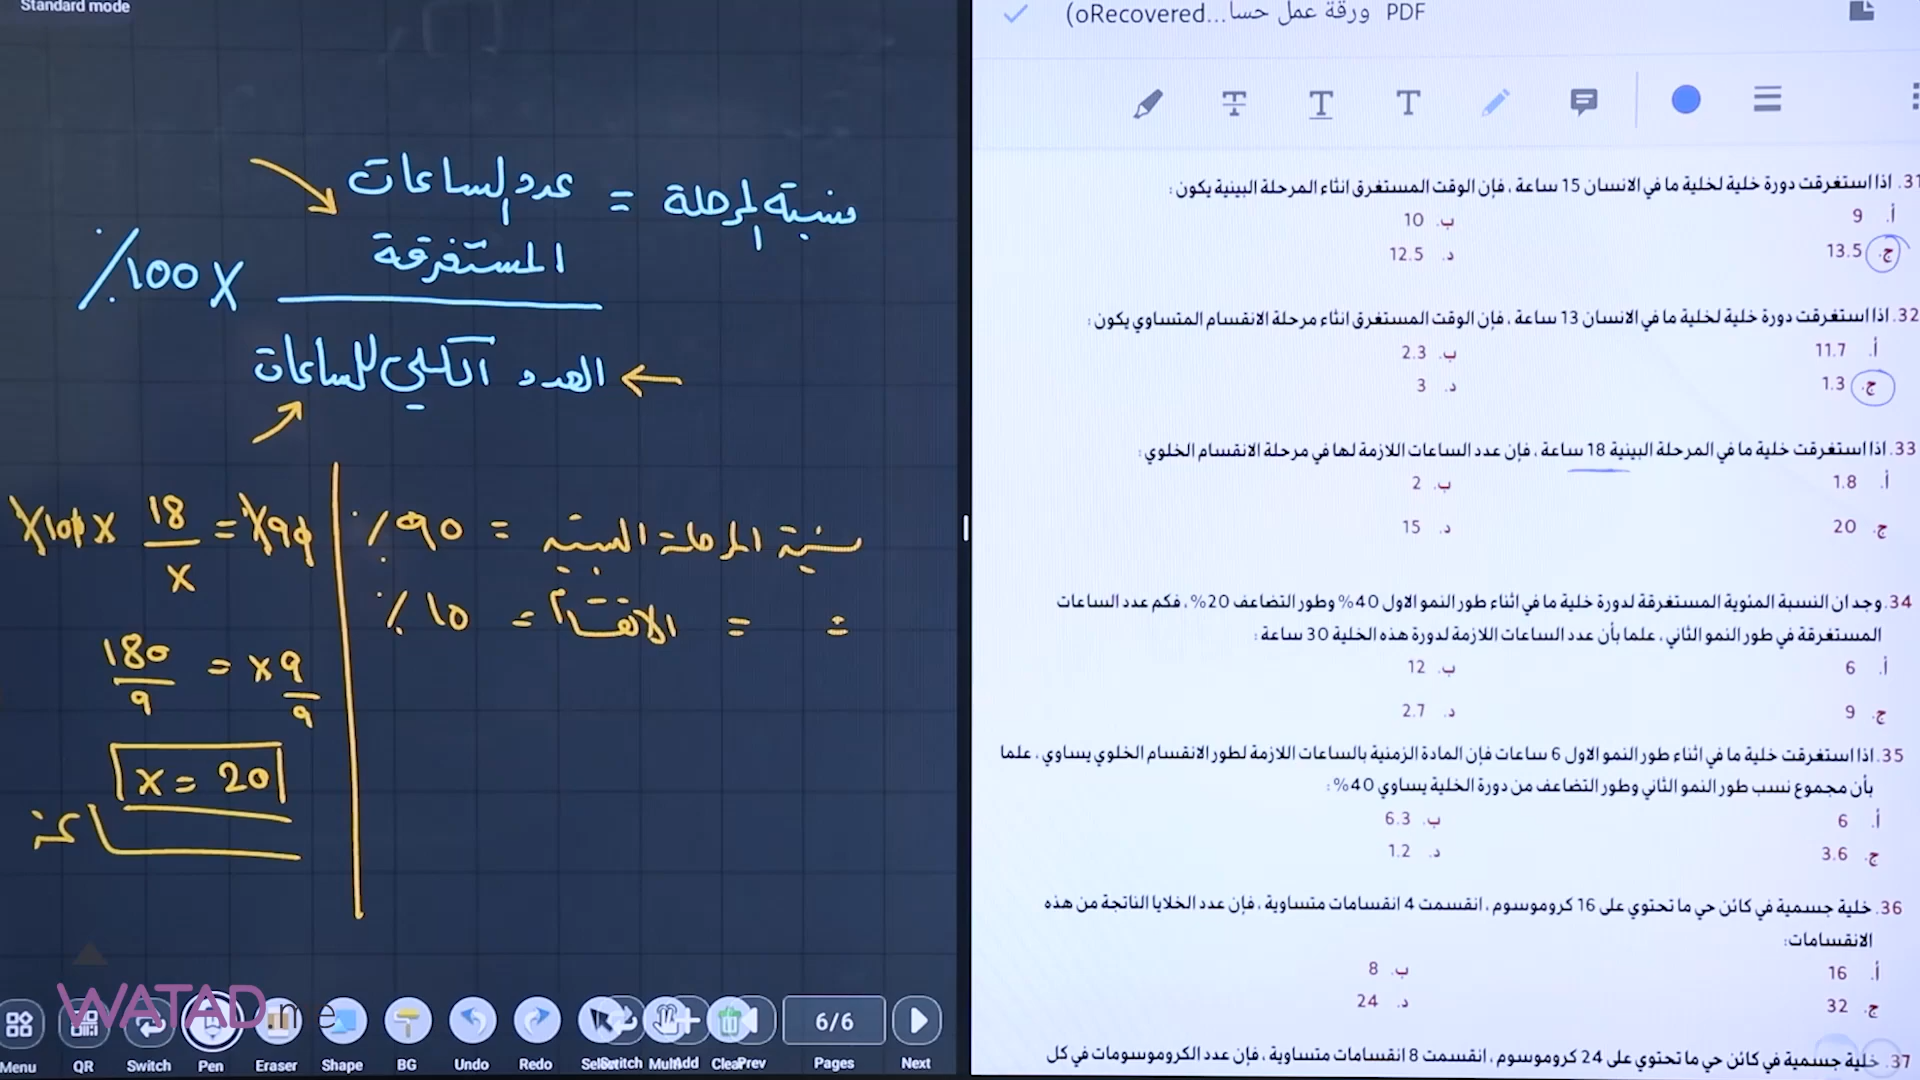 Standard mode
نسبة المرحلة = عدد الساعات المستغرقة
العدد الكلي للساعات
X 100%
نسبة المرحلة البينية = 90%
= = الانقسام = 10%
90% = 18/x × 100%
9x/9 = 180/9
x = 20
WATAD.me
Menu QR Switch Pen Eraser Shape BG Undo Redo Select Switch Multi Add Clear Prev Pages Next
6/6
PDF ورقة عمل حسا...oRecovered)
31. اذا استغرقت دورة خلية لخلية ما في الانسان 15 ساعة ، فإن الوقت المستغرق اثناء المرحلة البينية يكون :
أ. 9 ب. 10
ج. 13.5 د. 12.5
32. اذا استغرقت دورة خلية لخلية ما في الانسان 13 ساعة ، فإن الوقت المستغرق اثناء مرحلة الانقسام المتساوي يكون :
أ. 11.7 ب. 2.3
ج. 1.3 د. 3
33. اذا استغرقت خلية ما في المرحلة البينية 18 ساعة ، فإن عدد الساعات اللازمة لها في مرحلة الانقسام الخلوي :
أ. 1.8 ب. 2
ج. 20 د. 15
34. وجد ان النسبة المئوية المستغرقة لدورة خلية ما في اثناء طور النمو الاول 40% وطور التضاعف 20% ، فكم عدد الساعات
المستغرقة في طور النمو الثاني ، علما بأن عدد الساعات اللازمة لدورة هذه الخلية 30 ساعة :
أ. 6 ب. 12
ج. 9 د. 2.7
35. اذا استغرقت خلية ما في اثناء طور النمو الاول 6 ساعات فإن المادة الزمنية بالساعات اللازمة لطور الانقسام الخلوي يساوي ، علما
بأن مجموع نسب طور النمو الثاني وطور التضاعف من دورة الخلية يساوي 40% :
أ. 6 ب. 6.3
ج. 3.6 د. 1.2
36. خلية جسمية في كائن حي ما تحتوي على 16 كروموسوم ، انقسمت 4 انقسامات متساوية ، فإن عدد الخلايا الناتجة من هذه
الانقسامات:
أ. 16 ب. 8
ج. 32 د. 24
37. خلية جسمية في كائن حي ما تحتوي على 24 كروموسوم ، انقسمت 8 انقسامات متساوية ، فإن عدد الكروموسومات في كل